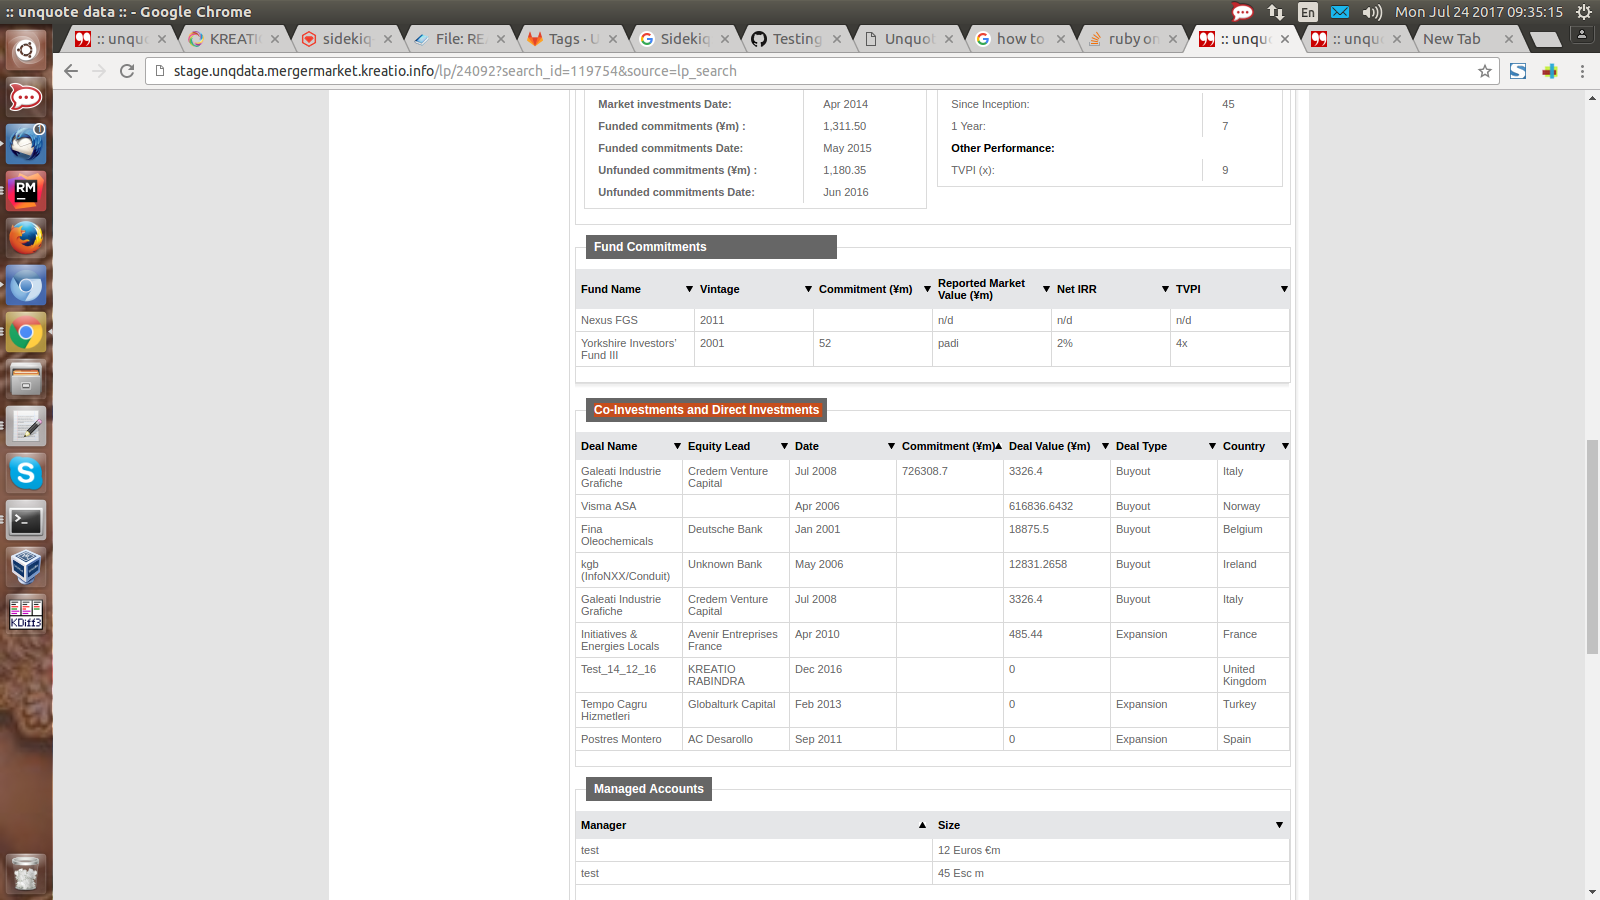 :: unquote data :: - Google Chrome
En
Mon Jul 24 2017 09:35:15
:: unqu
KREATI
sidekiq
File: RE
Tags · U
Sidekiq
Testing
Unquot
how to
ruby on
:: unqu
:: unqu
New Tab
stage.unqdata.mergermarket.kreatio.info/lp/24092?search_id=119754&source=lp_search
Market investments Date: Apr 2014
Funded commitments (¥m) : 1,311.50
Funded commitments Date: May 2015
Unfunded commitments (¥m) : 1,180.35
Unfunded commitments Date: Jun 2016
Since Inception: 45
1 Year: 7
Other Performance:
TVPI (x): 9
Fund Commitments
Fund Name Vintage Commitment (¥m) Reported Market Value (¥m) Net IRR TVPI
Nexus FGS 2011 n/d n/d n/d
Yorkshire Investors' Fund III 2001 52 padi 2% 4x
Co-Investments and Direct Investments
Deal Name Equity Lead Date Commitment (¥m) Deal Value (¥m) Deal Type Country
Galeati Industrie Grafiche Credem Venture Capital Jul 2008 726308.7 3326.4 Buyout Italy
Visma ASA Apr 2006 616836.6432 Buyout Norway
Fina Oleochemicals Deutsche Bank Jan 2001 18875.5 Buyout Belgium
kgb (InfoNXX/Conduit) Unknown Bank May 2006 12831.2658 Buyout Ireland
Galeati Industrie Grafiche Credem Venture Capital Jul 2008 3326.4 Buyout Italy
Initiatives & Energies Locals Avenir Entreprises France Apr 2010 485.44 Expansion France
Test_14_12_16 KREATIO RABINDRA Dec 2016 0 United Kingdom
Tempo Cagru Hizmetleri Globalturk Capital Feb 2013 0 Expansion Turkey
Postres Montero AC Desarollo Sep 2011 0 Expansion Spain
Managed Accounts
Manager Size
test 12 Euros €m
test 45 Esc m
1
RM
S
KDiff3